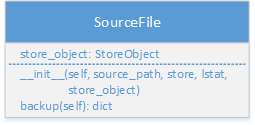 SourceFile
store_object: StoreObject
__init__(self, source_path, store, lstat,
store_object)
backup(self): dict